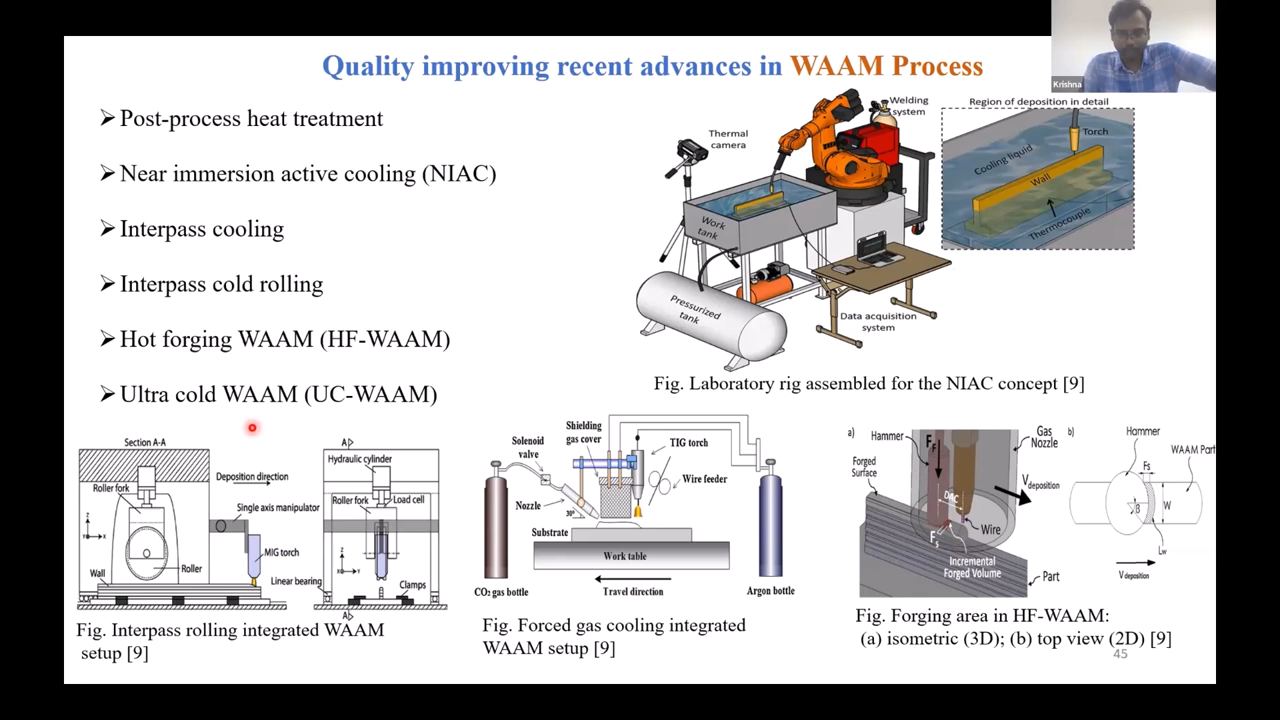 Krishna
Quality improving recent advances in WAAM Process
➢Post-process heat treatment
➢Near immersion active cooling (NIAC)
➢Interpass cooling
➢Interpass cold rolling
➢Hot forging WAAM (HF-WAAM)
➢Ultra cold WAAM (UC-WAAM)
Thermal
camera
Welding
system
Work
tank
Pressurized
tank
Data acquisition
system
Region of deposition in detail
Torch
Cooling liquid
Wall
Thermocouple
Fig. Laboratory rig assembled for the NIAC concept [9]
Section A-A
Deposition direction
Roller fork
Single axis manipulator
MIG torch
Roller
Wall
Z
X
A
Hydraulic cylinder
Roller fork
Load cell
Z
X
Linear bearing
Clamps
A
Fig. Interpass rolling integrated WAAM
setup [9]
Shielding
gas cover
Solenoid
valve
TIG torch
Wire feeder
Nozzle
30°
Substrate
Work table
CO₂ gas bottle
Travel direction
Argon bottle
Fig. Forced gas cooling integrated
WAAM setup [9]
a)
Hammer
Gas
Nozzle
Forged
Surface
Vdeposition
Wire
Incremental
Forged Volume
Part
b)
Hammer
WAAM Part
Fs
W
β
Lw
V deposition
Fig. Forging area in HF-WAAM:
(a) isometric (3D); (b) top view (2D) [9]
45